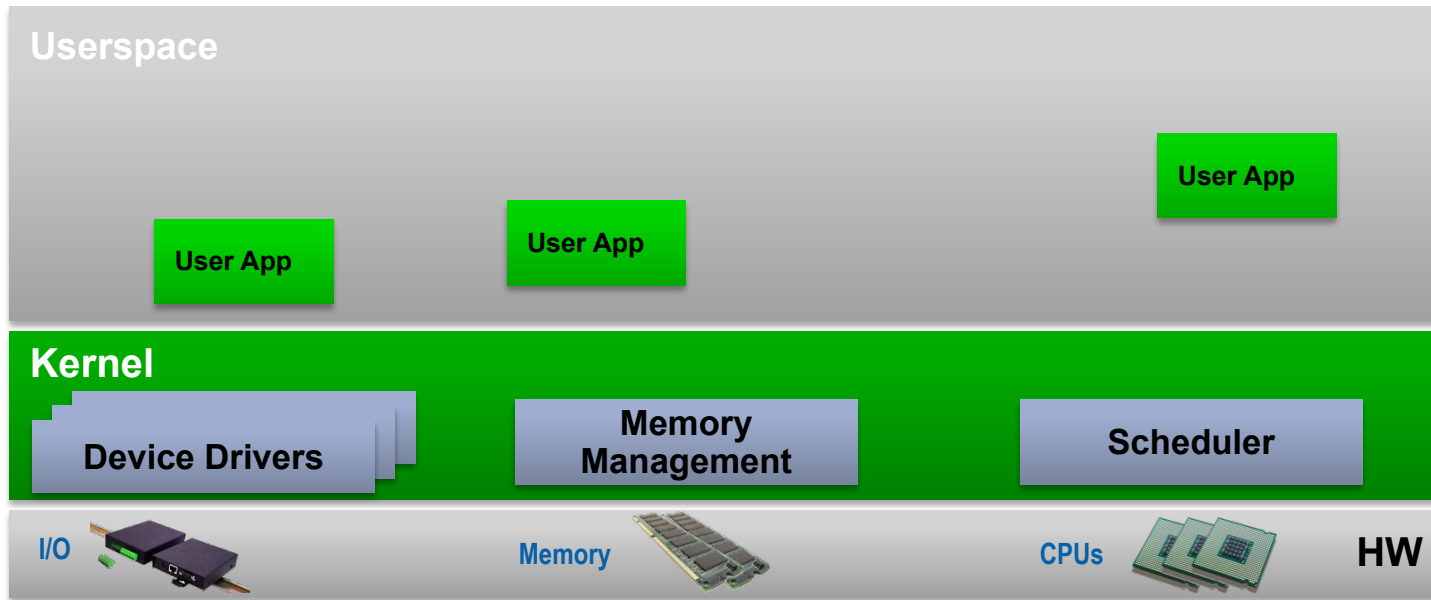 Userspace
User App
User App
User App
Kernel
Device Drivers
Memory
Management
Scheduler
I/O
Memory
CPUs
HW